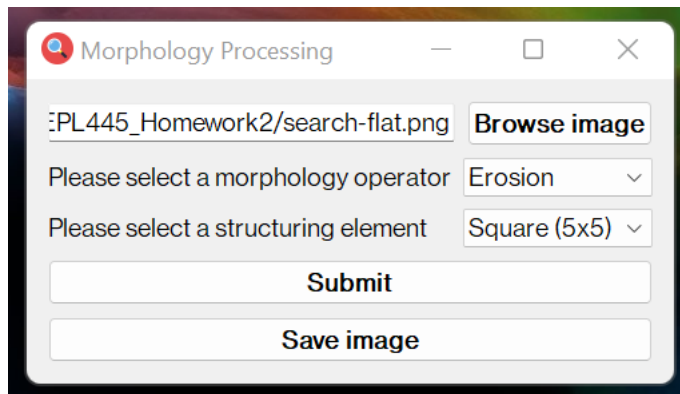 Morphology Processing
EPL445_Homework2/search-flat.png Browse image
Please select a morphology operator Erosion
Please select a structuring element Square (5x5)
Submit
Save image